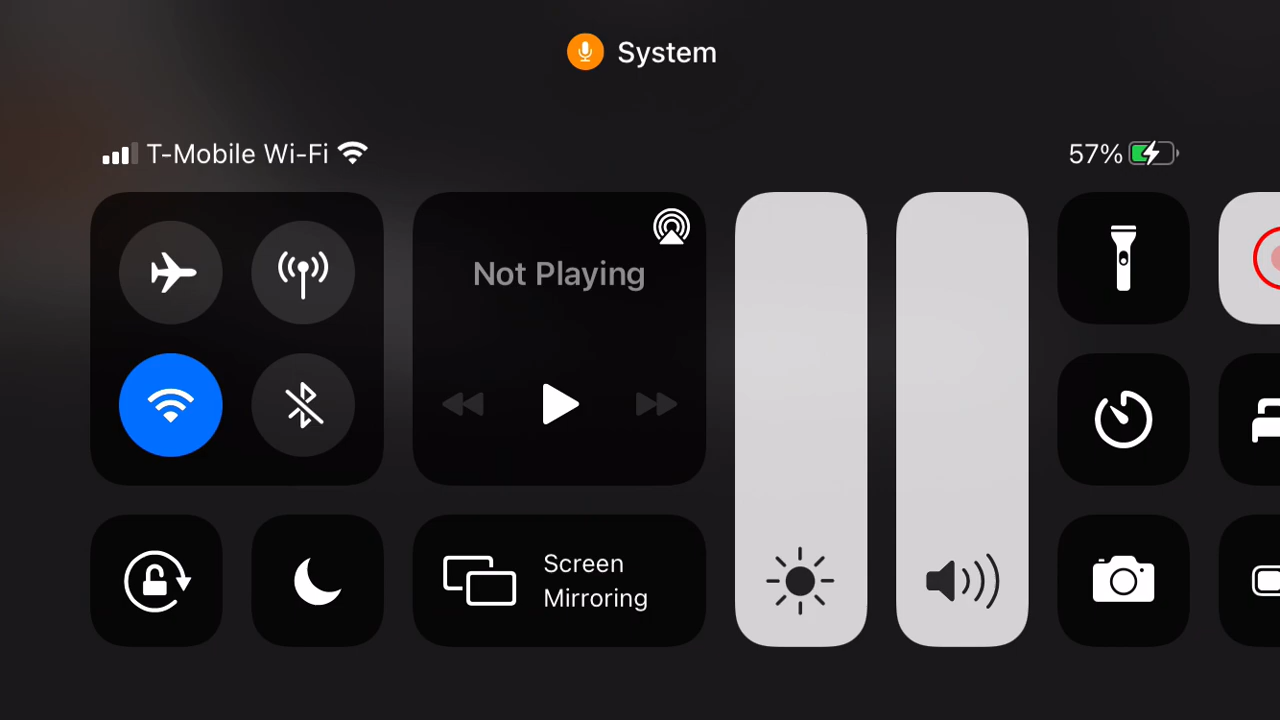 System
T-Mobile Wi-Fi
57%
Not Playing
Screen
Mirroring